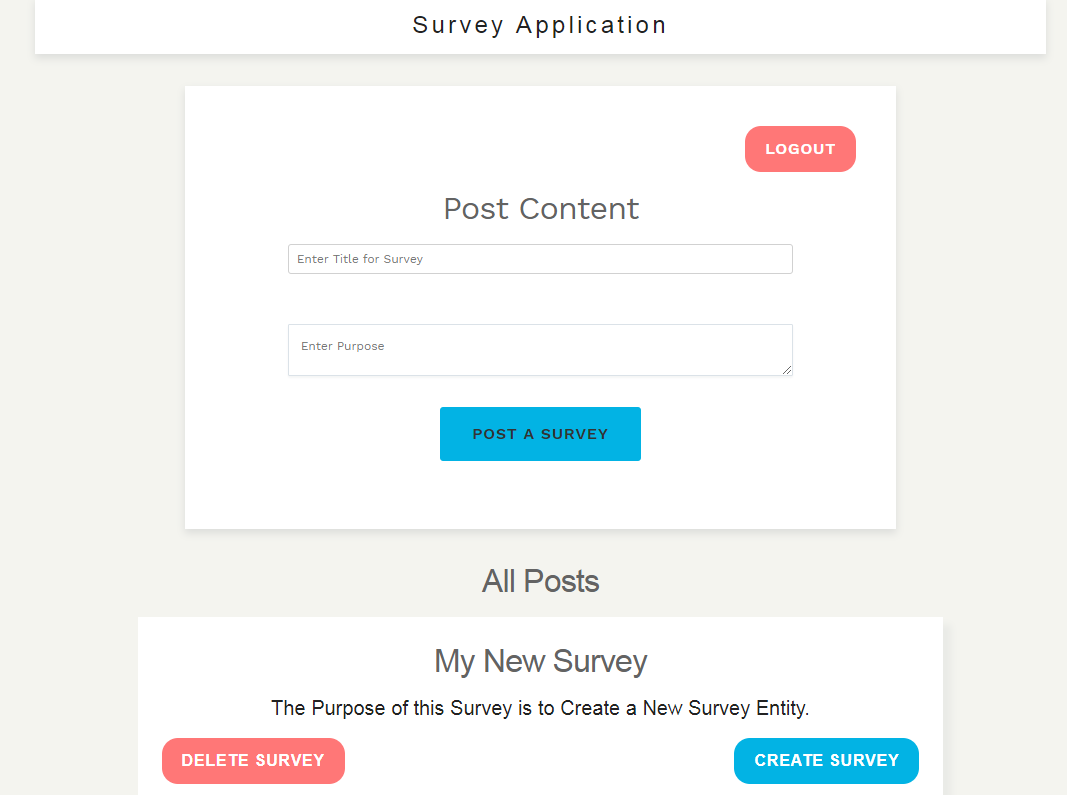 Survey Application
LOGOUT
Post Content
Enter Title for Survey
Enter Purpose
POST A SURVEY
All Posts
My New Survey
The Purpose of this Survey is to Create a New Survey Entity.
DELETE SURVEY
CREATE SURVEY